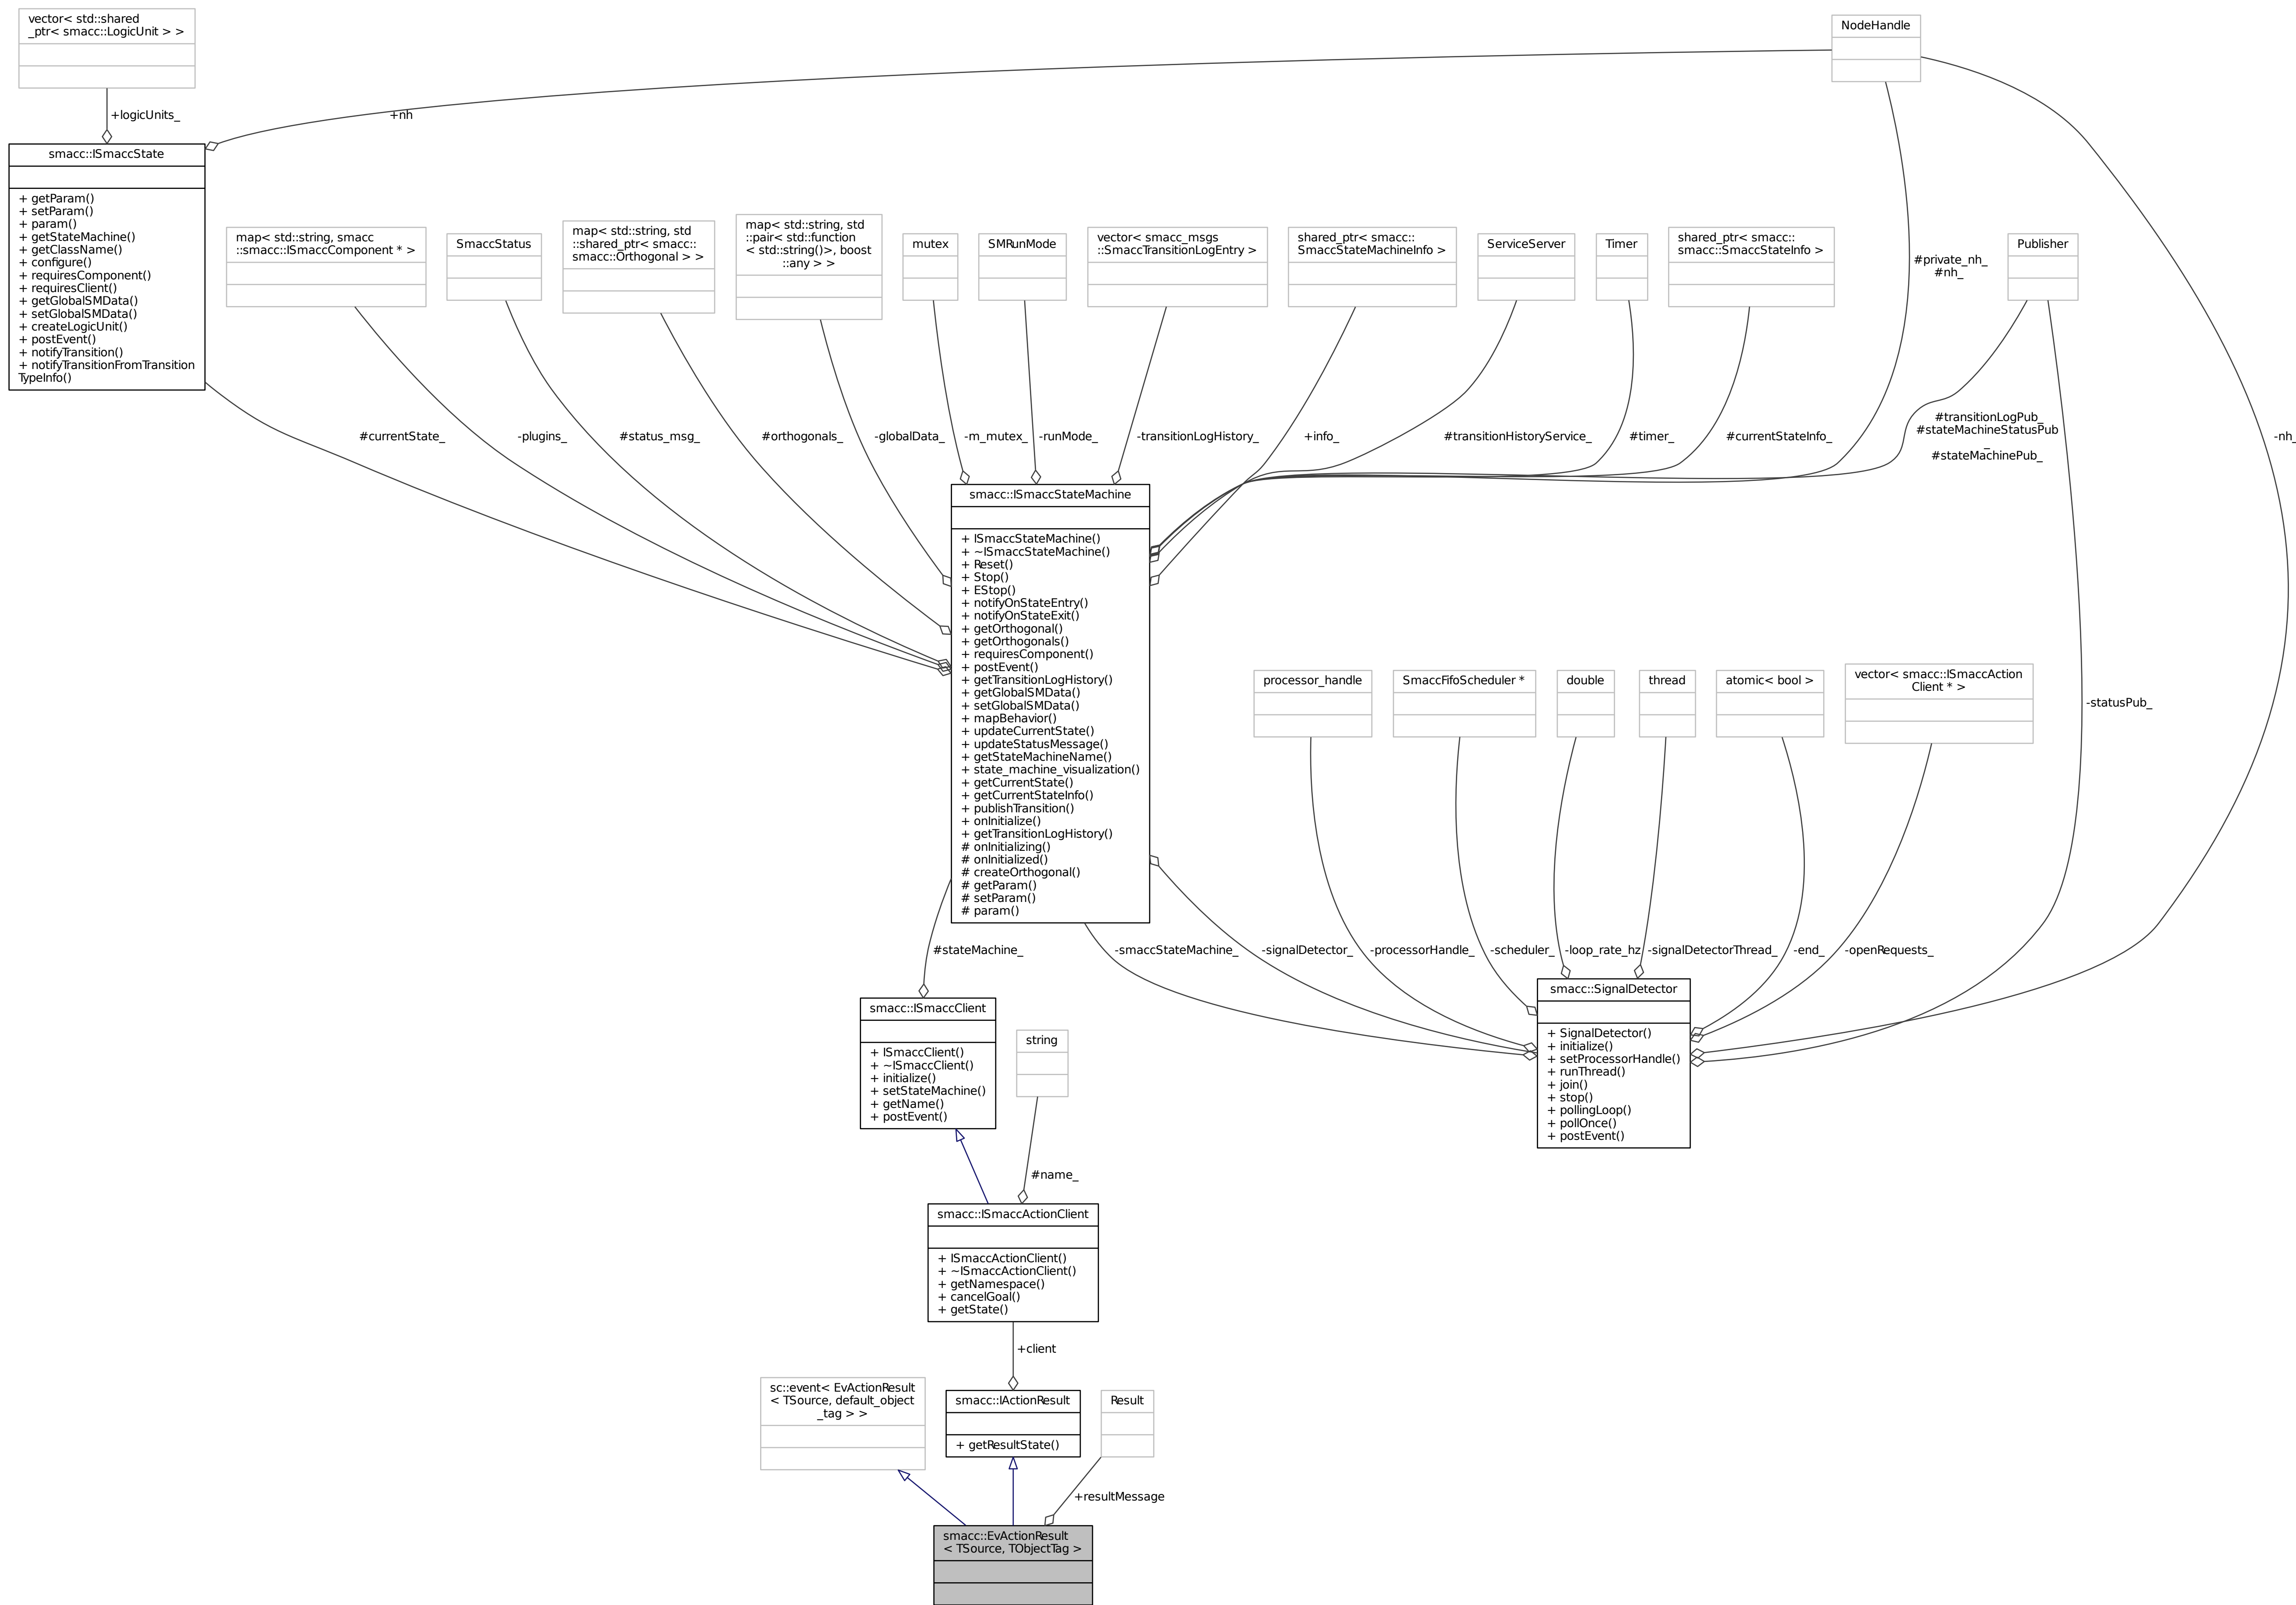 vector< std::shared
_ptr< smacc::LogicUnit > >
NodeHandle
+logicUnits_
+nh
smacc::ISmaccState
+ getParam()
+ setParam()
+ param()
+ getStateMachine()
+ getClassName()
+ configure()
+ requiresComponent()
+ requiresClient()
+ getGlobalSMData()
+ setGlobalSMData()
+ createLogicUnit()
+ postEvent()
+ notifyTransition()
+ notifyTransitionFromTransition
TypeInfo()
map< std::string, smacc
::smacc::ISmaccComponent * >
SmaccStatus
map< std::string, std
::shared_ptr< smacc::
smacc::Orthogonal > >
map< std::string, std
::pair< std::function
< std::string()>, boost
::any > >
mutex
SMRunMode
vector< smacc_msgs
::SmaccTransitionLogEntry >
shared_ptr< smacc::
SmaccStateMachineInfo >
ServiceServer
Timer
shared_ptr< smacc::
smacc::SmaccStateInfo >
#private_nh_
#nh_
Publisher
#currentState_
-plugins_
#status_msg_
#orthogonals_
-globalData_
-m_mutex_
-runMode_
-transitionLogHistory_
+info_
#transitionHistoryService_
#timer_
#currentStateInfo_
#transitionLogPub_
#stateMachineStatusPub
_
#stateMachinePub_
-nh_
smacc::ISmaccStateMachine
+ ISmaccStateMachine()
+ ~ISmaccStateMachine()
+ Reset()
+ Stop()
+ EStop()
+ notifyOnStateEntry()
+ notifyOnStateExit()
+ getOrthogonal()
+ getOrthogonals()
+ requiresComponent()
+ postEvent()
+ getTransitionLogHistory()
+ getGlobalSMData()
+ setGlobalSMData()
+ mapBehavior()
+ updateCurrentState()
+ updateStatusMessage()
+ getStateMachineName()
+ state_machine_visualization()
+ getCurrentState()
+ getCurrentStateInfo()
+ publishTransition()
+ onInitialize()
+ getTransitionLogHistory()
# onInitializing()
# onInitialized()
# createOrthogonal()
# getParam()
# setParam()
# param()
processor_handle
SmaccFifoScheduler *
double
thread
atomic< bool >
vector< smacc::ISmaccAction
Client * >
-statusPub_
#stateMachine_
-smaccStateMachine_
-signalDetector_
-processorHandle_
-scheduler_
-loop_rate_hz
-signalDetectorThread_
-end_
-openRequests_
smacc::SignalDetector
+ SignalDetector()
+ initialize()
+ setProcessorHandle()
+ runThread()
+ join()
+ stop()
+ pollingLoop()
+ pollOnce()
+ postEvent()
smacc::ISmaccClient
+ ISmaccClient()
+ ~ISmaccClient()
+ initialize()
+ setStateMachine()
+ getName()
+ postEvent()
string
#name_
smacc::ISmaccActionClient
+ ISmaccActionClient()
+ ~ISmaccActionClient()
+ getNamespace()
+ cancelGoal()
+ getState()
+client
sc::event< EvActionResult
< TSource, default_object
_tag > >
smacc::IActionResult
+ getResultState()
Result
+resultMessage
smacc::EvActionResult
< TSource, TObjectTag >